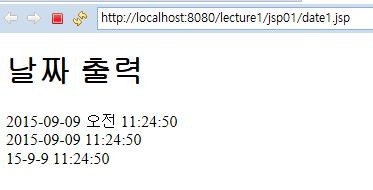 http://localhost:8080/lecture1/jsp01/date1.jsp
날짜 출력
2015-09-09 오전 11:24:50
2015-09-09 11:24:50
15-9-9 11:24:50